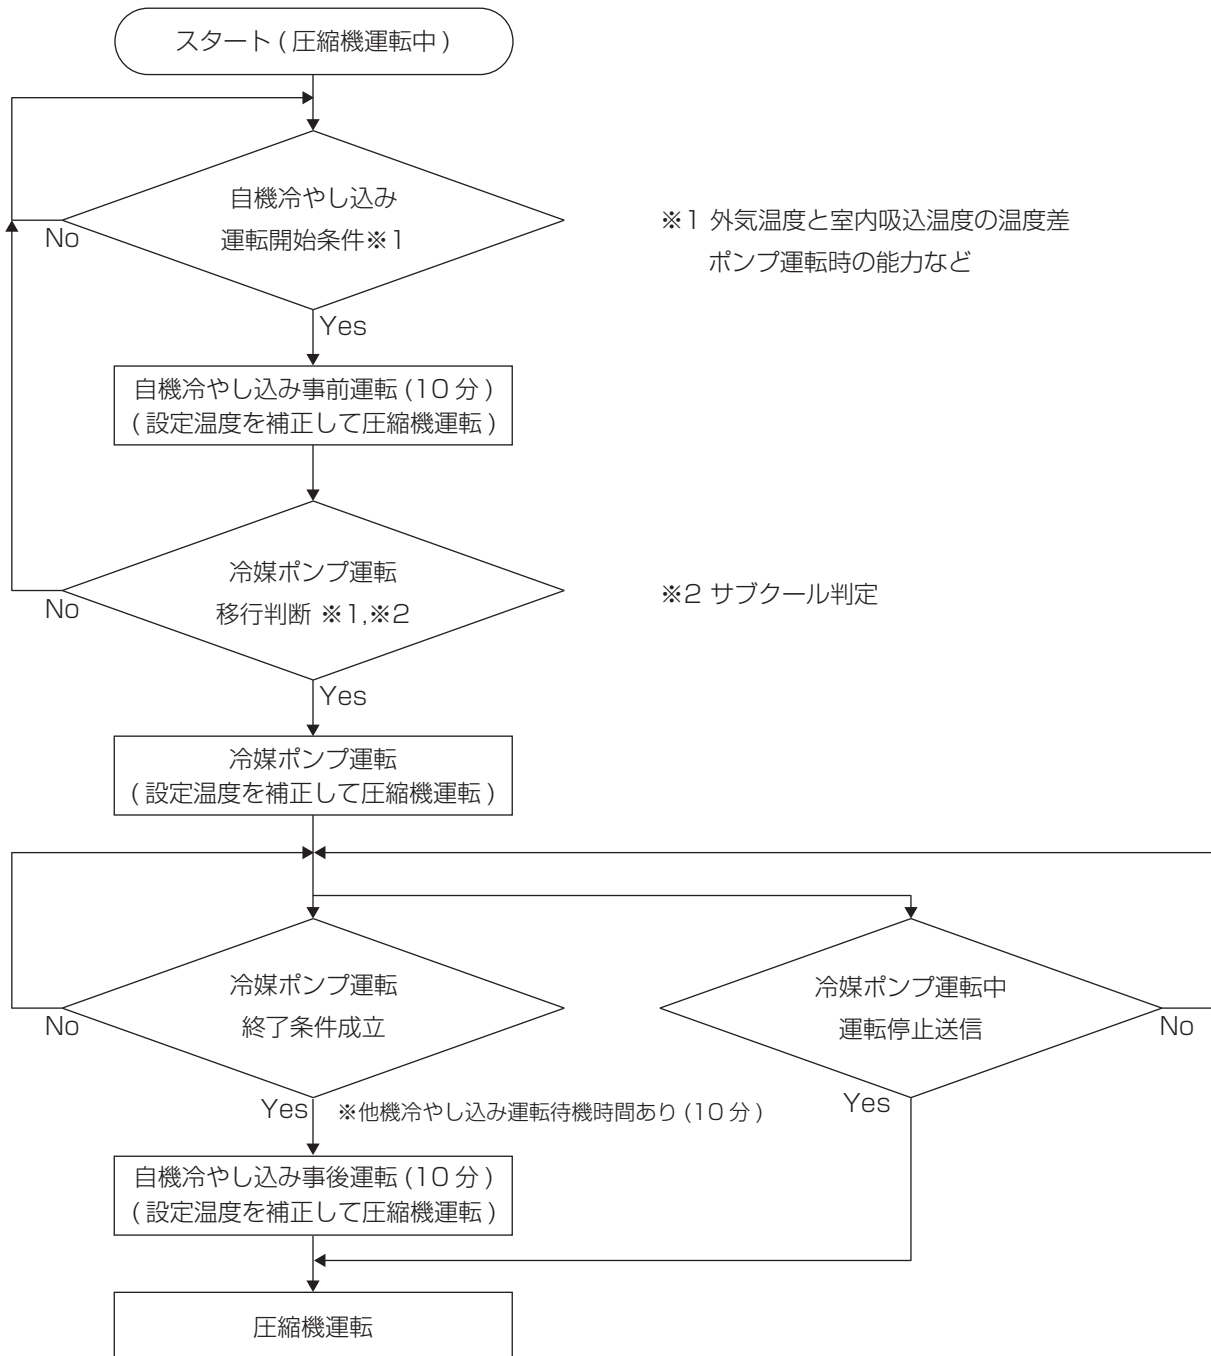 スタート ( 圧縮機運転中 )
自機冷やし込み
運転開始条件※1
No
※1 外気温度と室内吸込温度の温度差
ポンプ運転時の能力など
Yes
自機冷やし込み事前運転 (10 分 )
( 設定温度を補正して圧縮機運転 )
冷媒ポンプ運転
移行判断 ※1,※2
No
※2 サブクール判定
Yes
冷媒ポンプ運転
( 設定温度を補正して圧縮機運転 )
冷媒ポンプ運転
終了条件成立
No
冷媒ポンプ運転中
運転停止送信
No
Yes
※他機冷やし込み運転待機時間あり (10 分 )
Yes
自機冷やし込み事後運転 (10 分 )
( 設定温度を補正して圧縮機運転 )
圧縮機運転